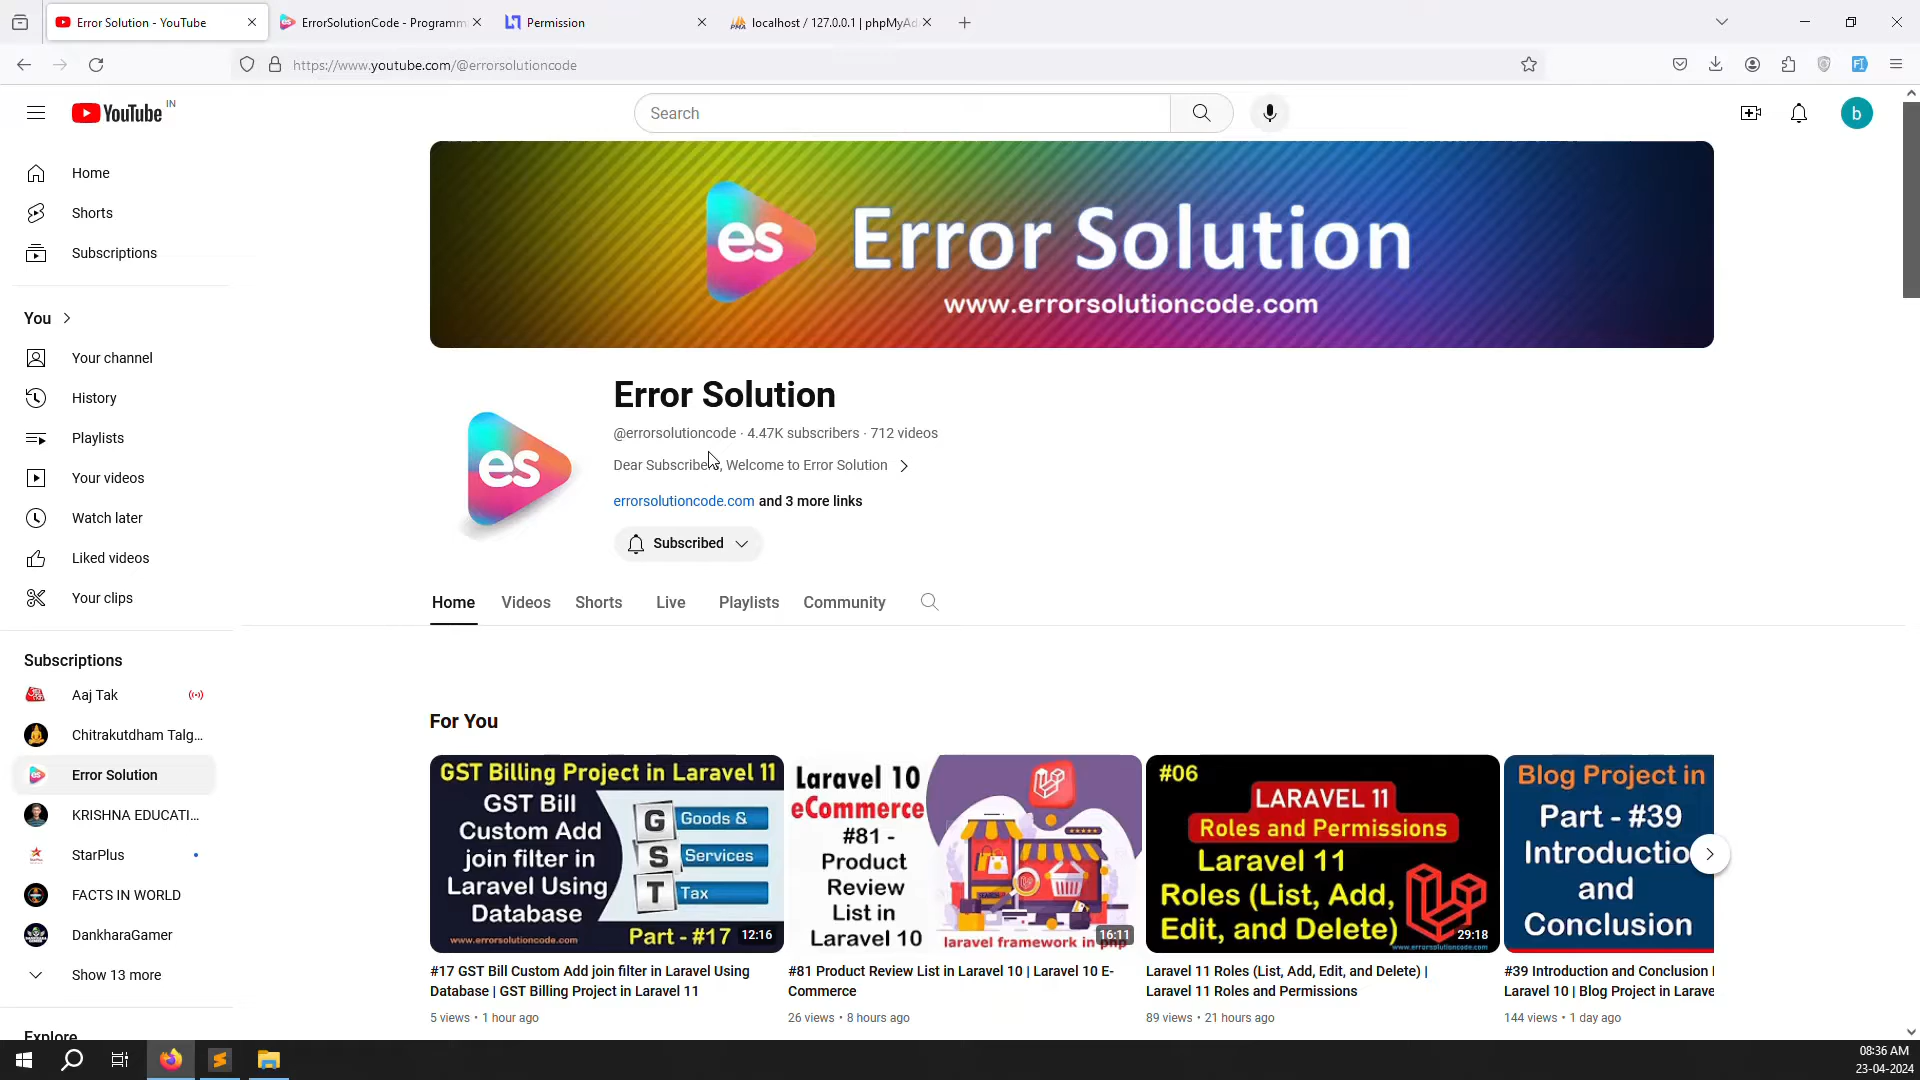 Error Solution - YouTube
ErrorSolutionCode - Programm
Permission
localhost / 127.0.0.1 | phpMyAd
https://www.youtube.com/@errorsolutioncode
YouTube IN
Search
b
Home
Shorts
Subscriptions
You
Your channel
History
Playlists
Your videos
Watch later
Liked videos
Your clips
Subscriptions
Aaj Tak
Chitrakutdham Talg...
Error Solution
KRISHNA EDUCATI...
StarPlus
FACTS IN WORLD
DankharaGamer
Show 13 more
Explore
es Error Solution
www.errorsolutioncode.com
es
Error Solution
@errorsolutioncode · 4.47K subscribers · 712 videos
Dear Subscribers, Welcome to Error Solution
errorsolutioncode.com and 3 more links
Subscribed
Home Videos Shorts Live Playlists Community
For You
GST Billing Project in Laravel 11
GST Bill
Custom Add
join filter in
Laravel Using
Database
G Goods &
S Services
T Tax
www.errorsolutioncode.com
Part - #17
12:16
#17 GST Bill Custom Add join filter in Laravel Using
Database | GST Billing Project in Laravel 11
5 views • 1 hour ago
Laravel 10
eCommerce
#81 -
Product
Review
List in
Laravel 10
laravel framework in php
16:11
#81 Product Review List in Laravel 10 | Laravel 10 E-
Commerce
26 views • 8 hours ago
#06
LARAVEL 11
Roles and Permissions
Laravel 11
Roles (List, Add,
Edit, and Delete)
www.errorsolutioncode.com
29:18
Laravel 11 Roles (List, Add, Edit, and Delete) |
Laravel 11 Roles and Permissions
89 views • 21 hours ago
Blog Project in
Part - #39
Introductio
and
Conclusion
#39 Introduction and Conclusion
Laravel 10 | Blog Project in Larave
144 views • 1 day ago
08:36 AM
23-04-2024